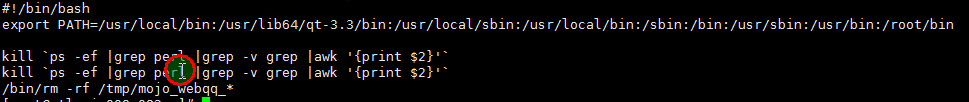 #!/bin/bash
export PATH=/usr/local/bin:/usr/lib64/qt-3.3/bin:/usr/local/sbin:/usr/local/bin:/sbin:/bin:/usr/sbin:/usr/bin:/root/bin
kill `ps -ef |grep perl |grep -v grep |awk '{print $2}'`
kill `ps -ef |grep perl |grep -v grep |awk '{print $2}'`
/bin/rm -rf /tmp/mojo_webqq_*